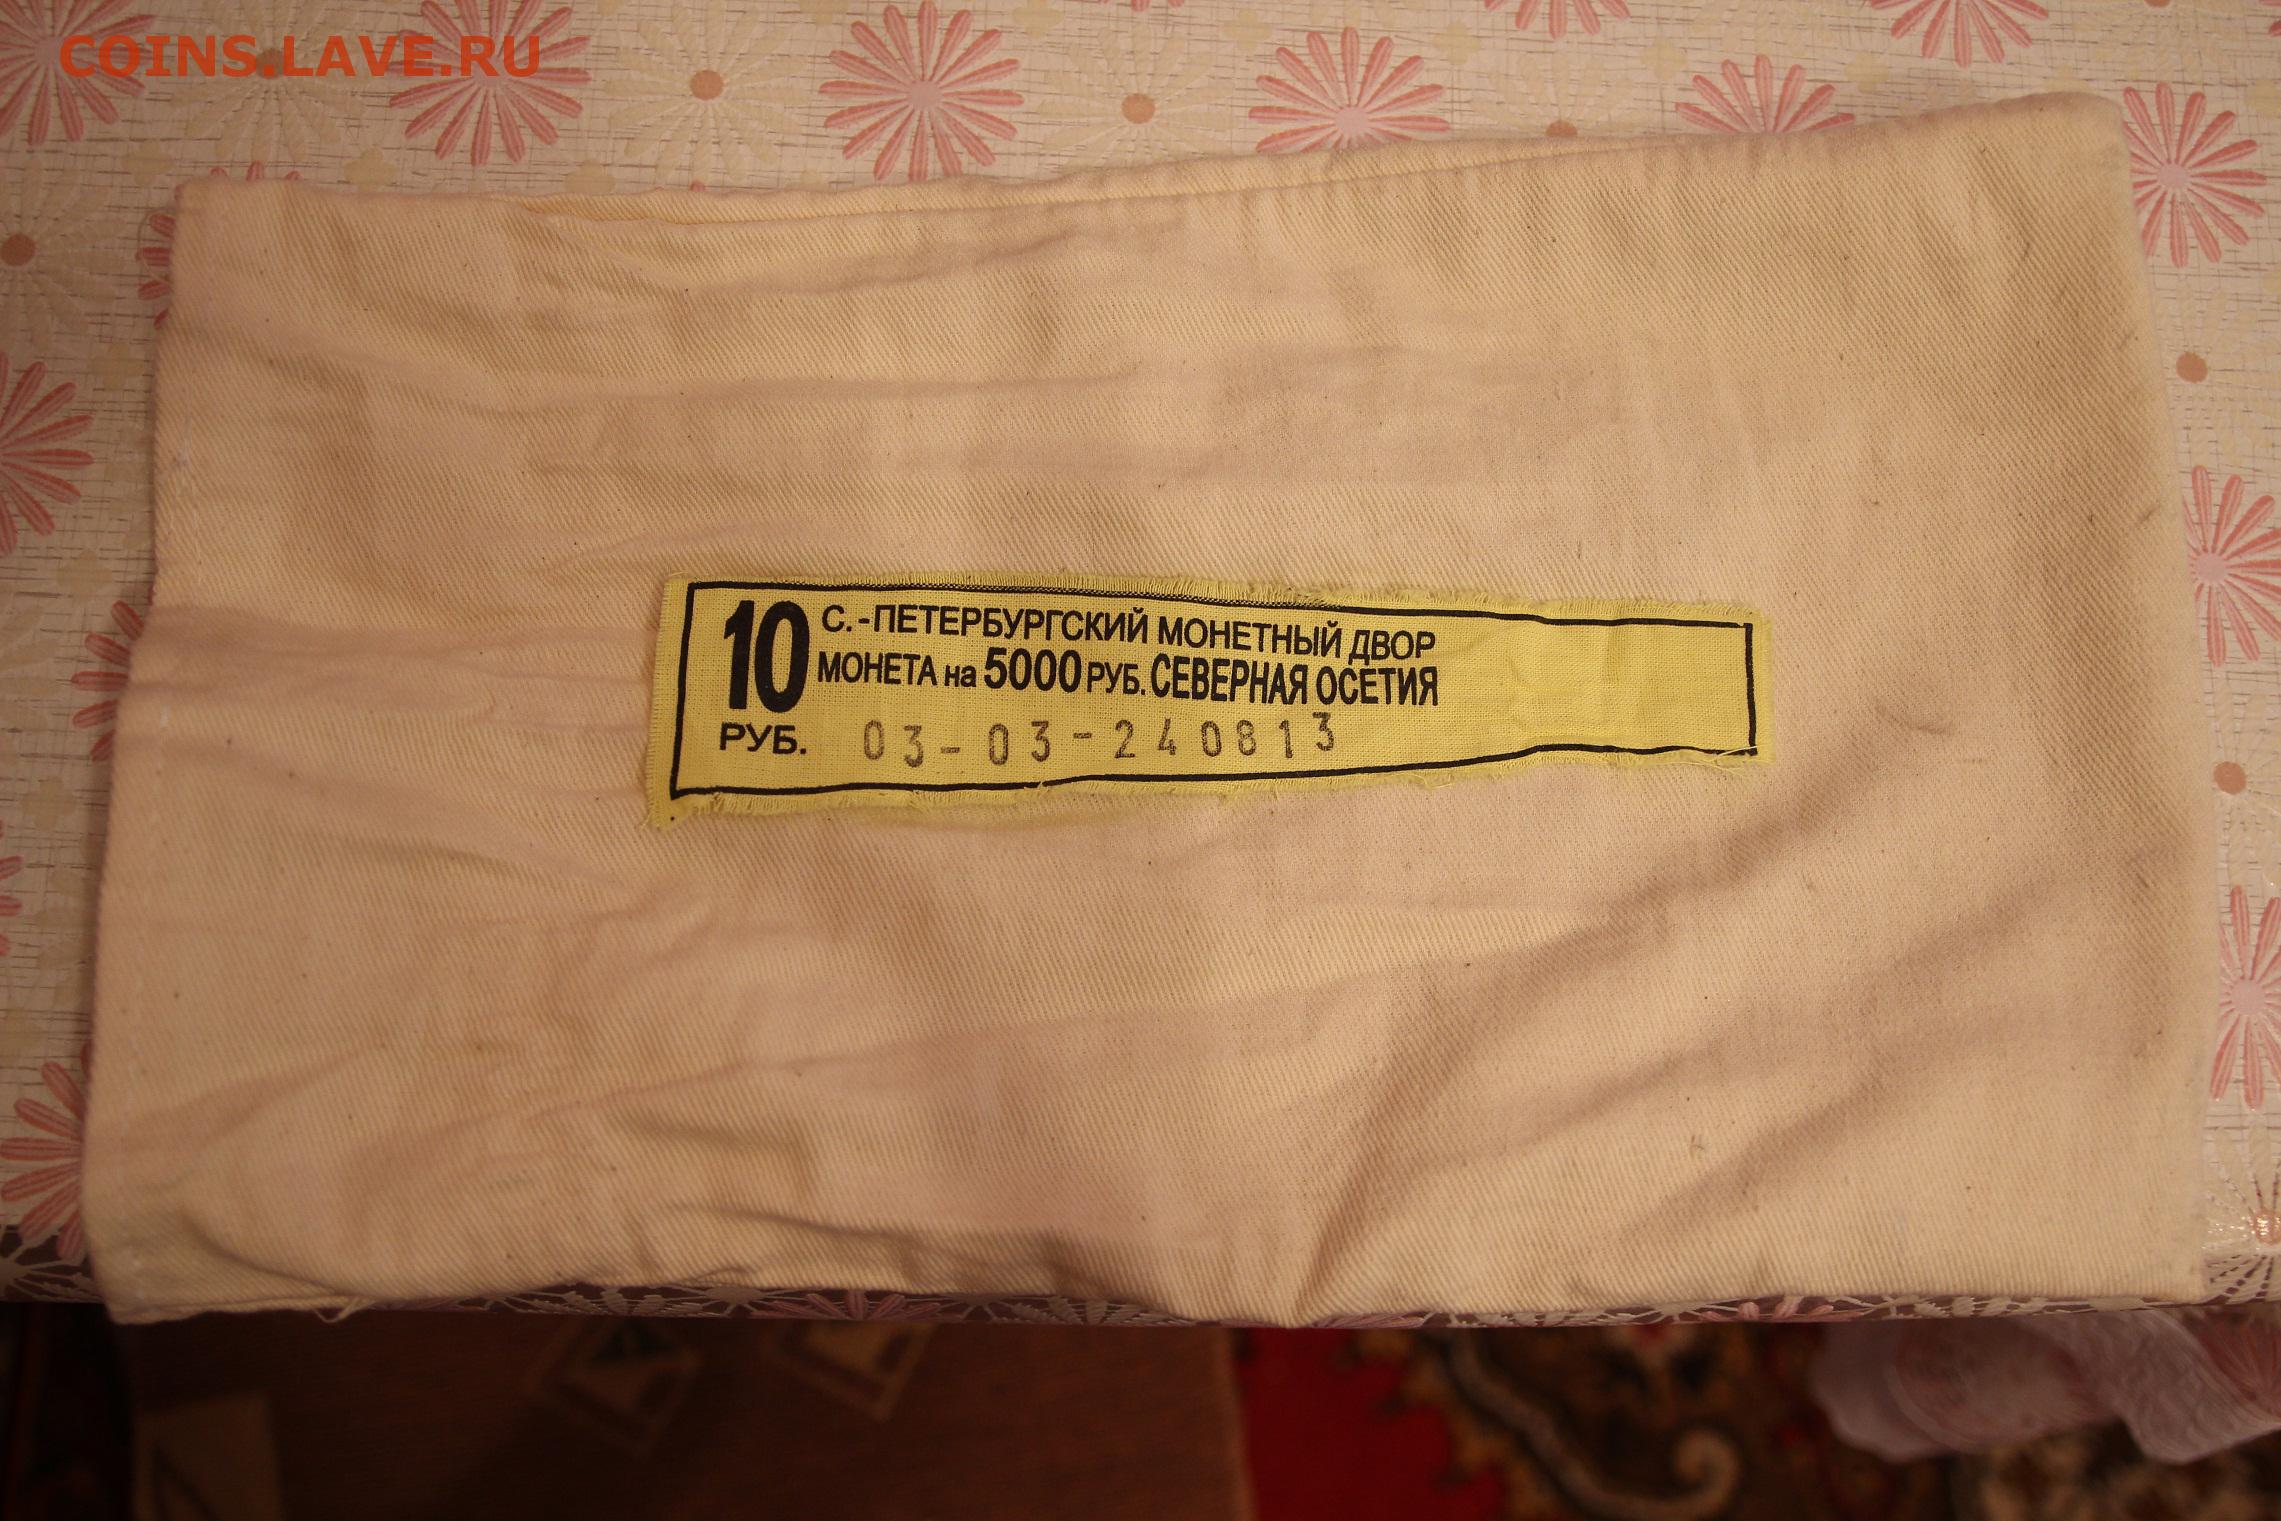 COINS.LAVE.RU
10 РУБ.
С.-ПЕТЕРБУРГСКИЙ МОНЕТНЫЙ ДВОР
МОНЕТА на 5000 РУБ. СЕВЕРНАЯ ОСЕТИЯ
03-03-240813